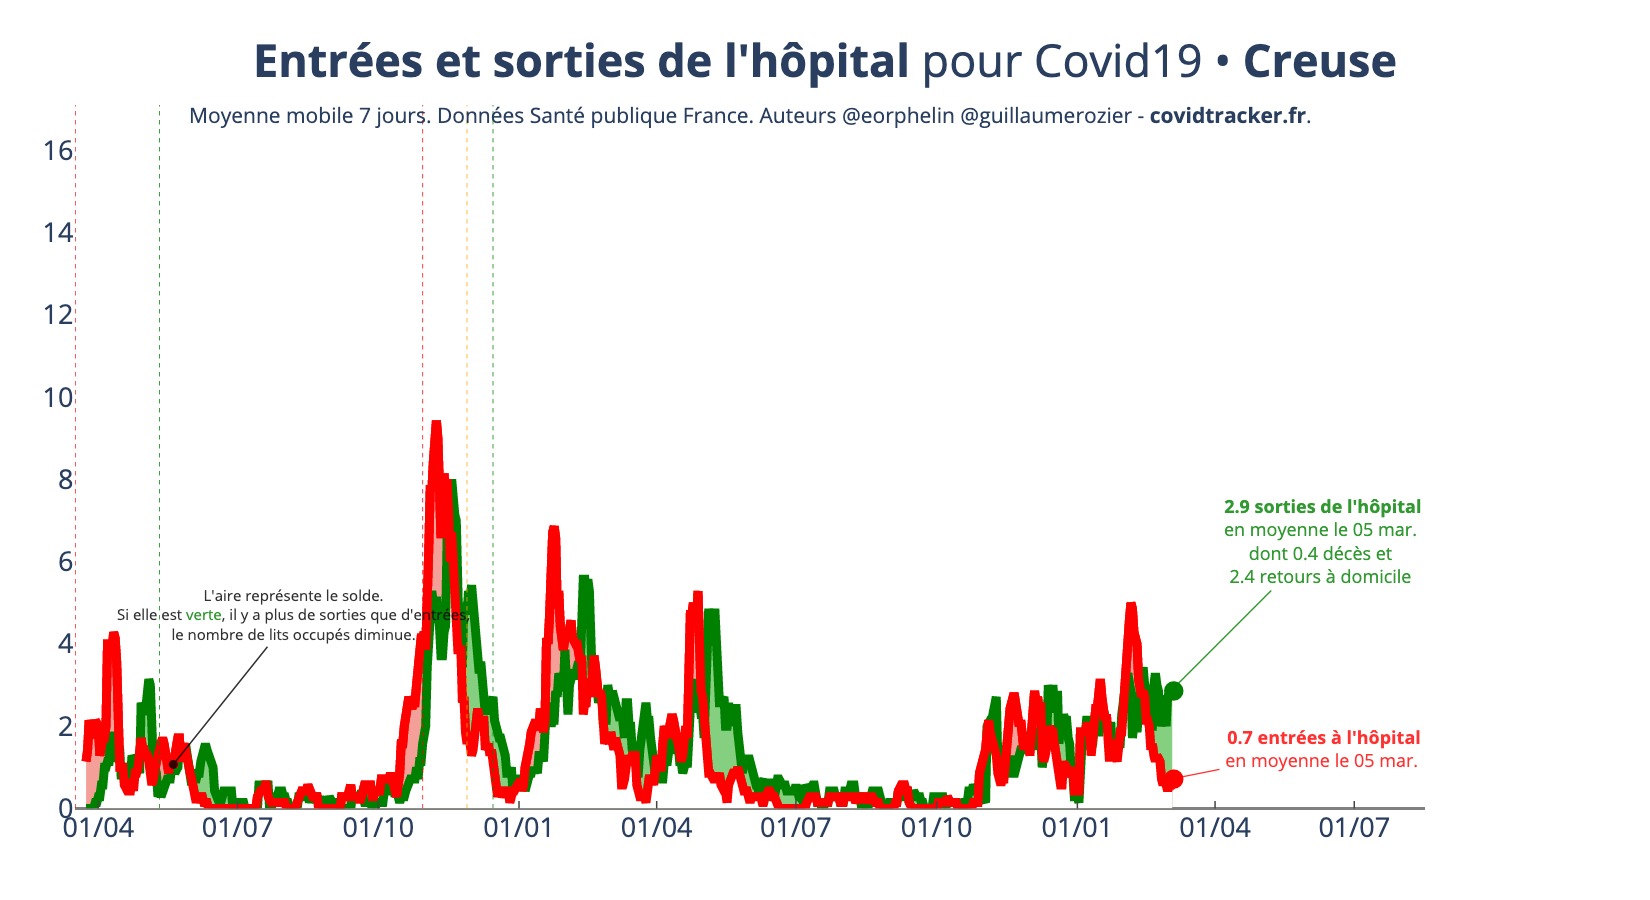 Entrées et sorties de l'hôpital pour Covid19 • Creuse
Moyenne mobile 7 jours. Données Santé publique France. Auteurs @eorphelin @guillaumerozier - covidtracker.fr.
16
14
12
10
8
6
4
2
0
L'aire représente le solde.
Si elle est verte, il y a plus de sorties que d'entrées,
le nombre de lits occupés diminue.
2.9 sorties de l'hôpital
en moyenne le 05 mar.
dont 0.4 décès et
2.4 retours à domicile
0.7 entrées à l'hôpital
en moyenne le 05 mar.
01/04 01/07 01/10 01/01 01/04 01/07 01/10 01/01 01/04 01/07